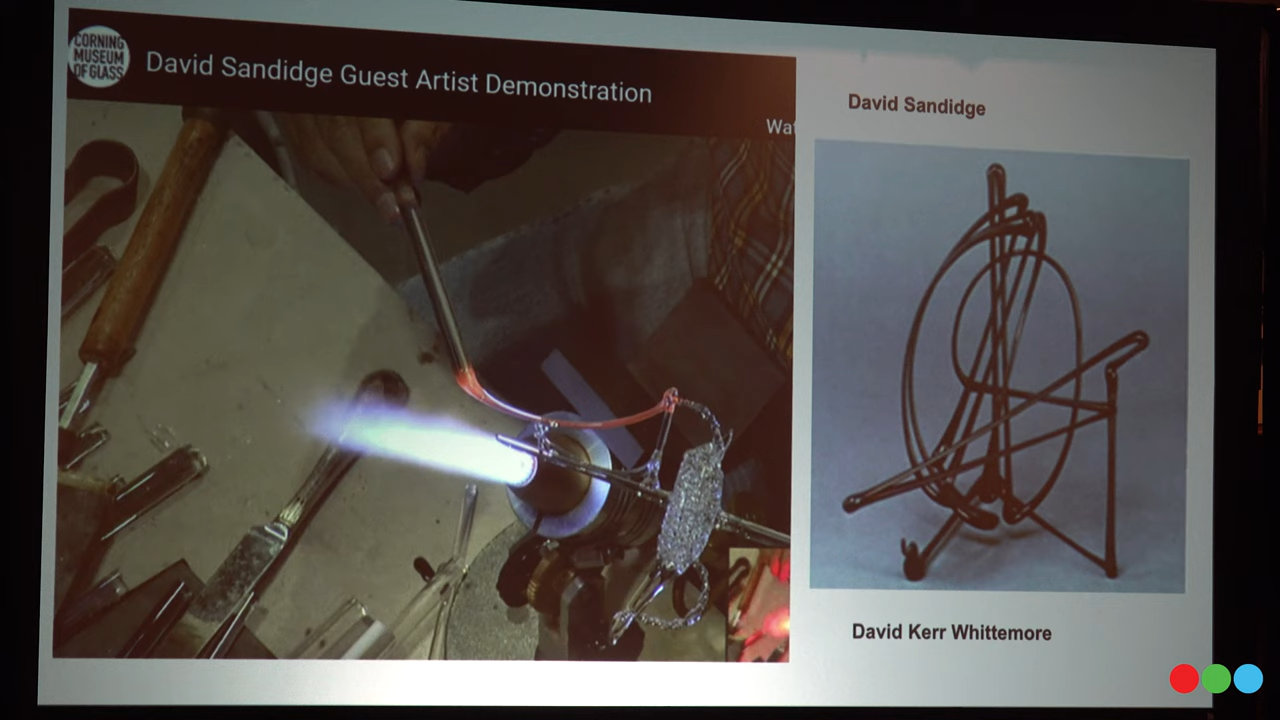 CORNING
MUSEUM
OF GLASS
David Sandidge Guest Artist Demonstration
David Sandidge
David Kerr Whittemore